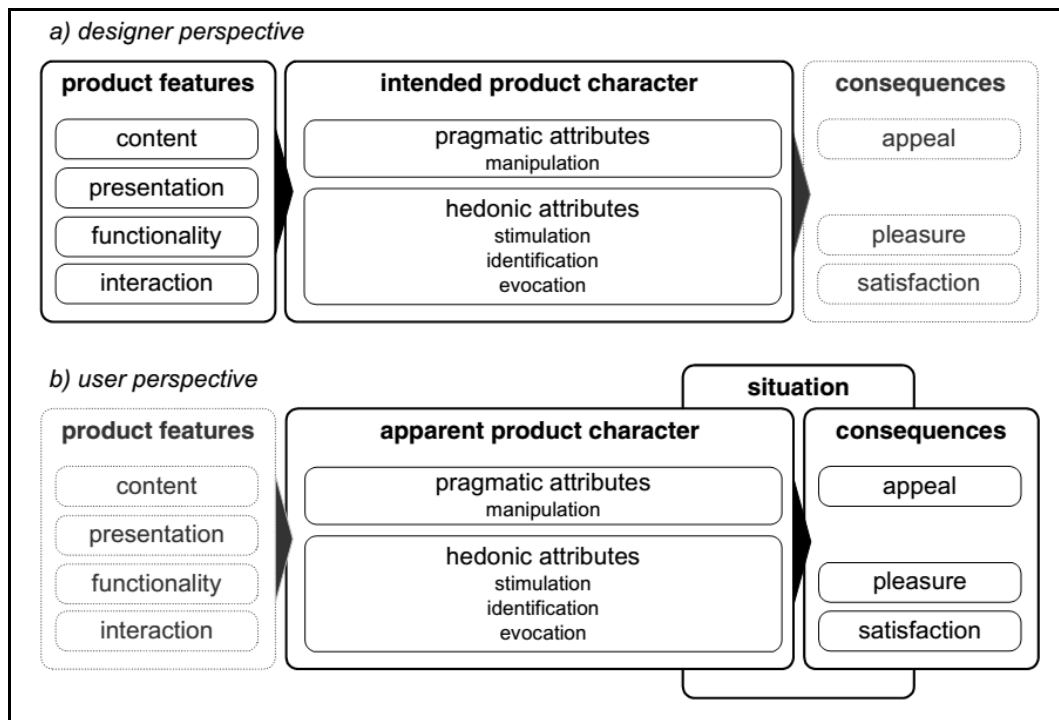 a) designer perspective
product features
content
presentation
functionality
interaction
intended product character
pragmatic attributes
manipulation
hedonic attributes
stimulation
identification
evocation
consequences
appeal
pleasure
satisfaction
b) user perspective
situation
product features
content
presentation
functionality
interaction
apparent product character
pragmatic attributes
manipulation
hedonic attributes
stimulation
identification
evocation
consequences
appeal
pleasure
satisfaction